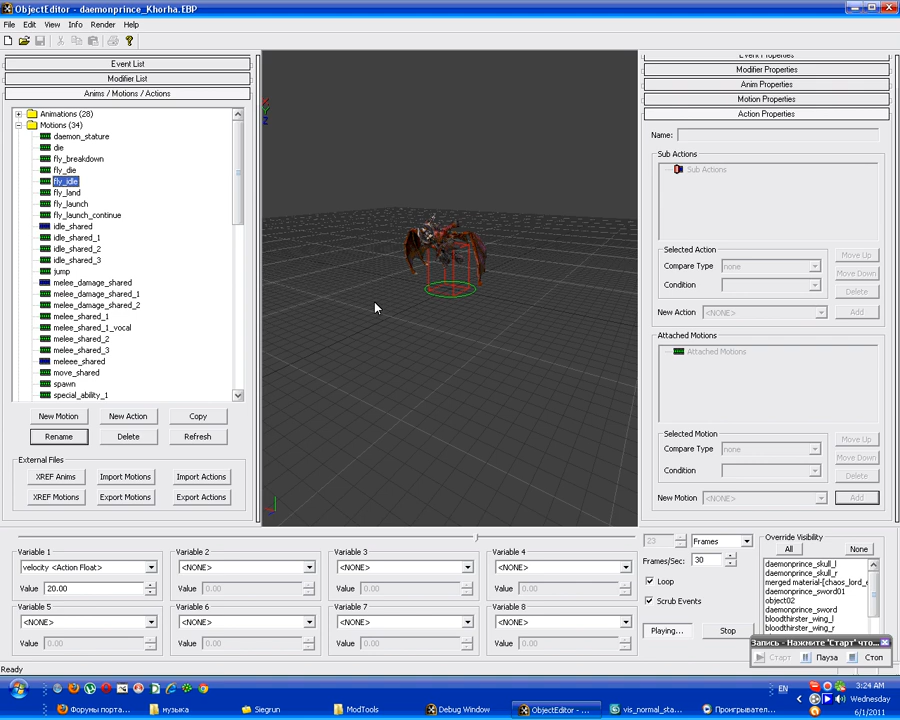 ObjectEditor - daemonprince_Khorha.EBP
File Edit View Info Render Help
Event List
Modifier List
Anims / Motions / Actions
Animations (28)
Motions (34)
daemon_stature
die
fly_breakdown
fly_die
fly_idle
fly_land
fly_launch
fly_launch_continue
idle_shared
idle_shared_1
idle_shared_2
idle_shared_3
jump
melee_damage_shared
melee_damage_shared_1
melee_damage_shared_2
melee_shared_1
melee_shared_1_vocal
melee_shared_2
melee_shared_3
meleee_shared
move_shared
spawn
special_ability_1
New Motion New Action Copy
Rename Delete Refresh
External Files
XREF Anims Import Motions Import Actions
XREF Motions Export Motions Export Actions
Event Properties
Modifier Properties
Anim Properties
Motion Properties
Action Properties
Name:
Sub Actions
Sub Actions
Selected Action
Compare Type none
Condition
Move Up
Move Down
Delete
New Action <NONE> Add
Attached Motions
Attached Motions
Selected Motion
Compare Type none
Condition
Move Up
Move Down
Delete
New Motion <NONE> Add
Variable 1 Variable 2 Variable 3 Variable 4
velocity <Action Float> <NONE> <NONE> <NONE>
Value 20.00 Value 0.00 Value 0.00 Value 0.00
Variable 5 Variable 6 Variable 7 Variable 8
<NONE> <NONE> <NONE> <NONE>
Value 0.00 Value 0.00 Value 0.00 Value 0.00
23 Frames
Frames/Sec: 30
Loop
Scrub Events
Playing... Stop
Override Visibility
All None
daemonprince_skull_l
daemonprince_skull_r
merged material-[chaos_lord_e
daemonprince_sword01
object02
daemonprince_sword
bloodthirster_wing_l
bloodthirster_wing_r
Запись - Нажмите 'Старт' что...
Старт Пауза Стоп
Ready
EN 3:24 AM
Wednesday
6/1/2011
Форумы порта... музыка Siegrun ModTools Debug Window ObjectEditor - ... vis_normal_sta... Проигрывател...